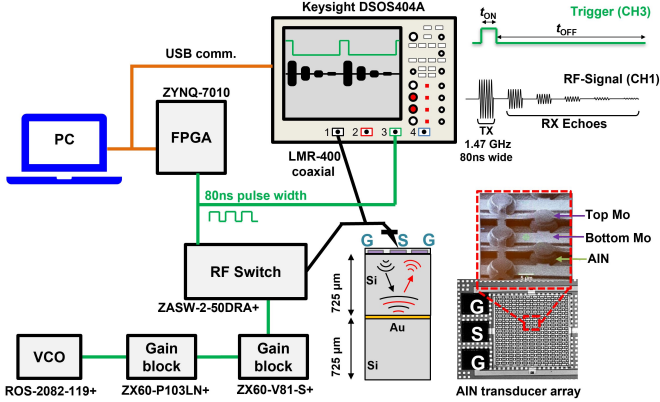 Keysight DSOS404A
Trigger (CH3)
tON
tOFF
USB comm.
RF-Signal (CH1)
ZYNQ-7010
PC
FPGA
TX
RX Echoes
1.47 GHz
80ns wide
1 2 3 4
LMR-400
coaxial
80ns pulse width
G S G
Top Mo
Bottom Mo
AlN
RF Switch
ZASW-2-50DRA+
725 µm
Si
Au
725 µm
Si
G
S
G
VCO
Gain
block
Gain
block
ROS-2082-119+
ZX60-P103LN+
ZX60-V81-S+
AlN transducer array